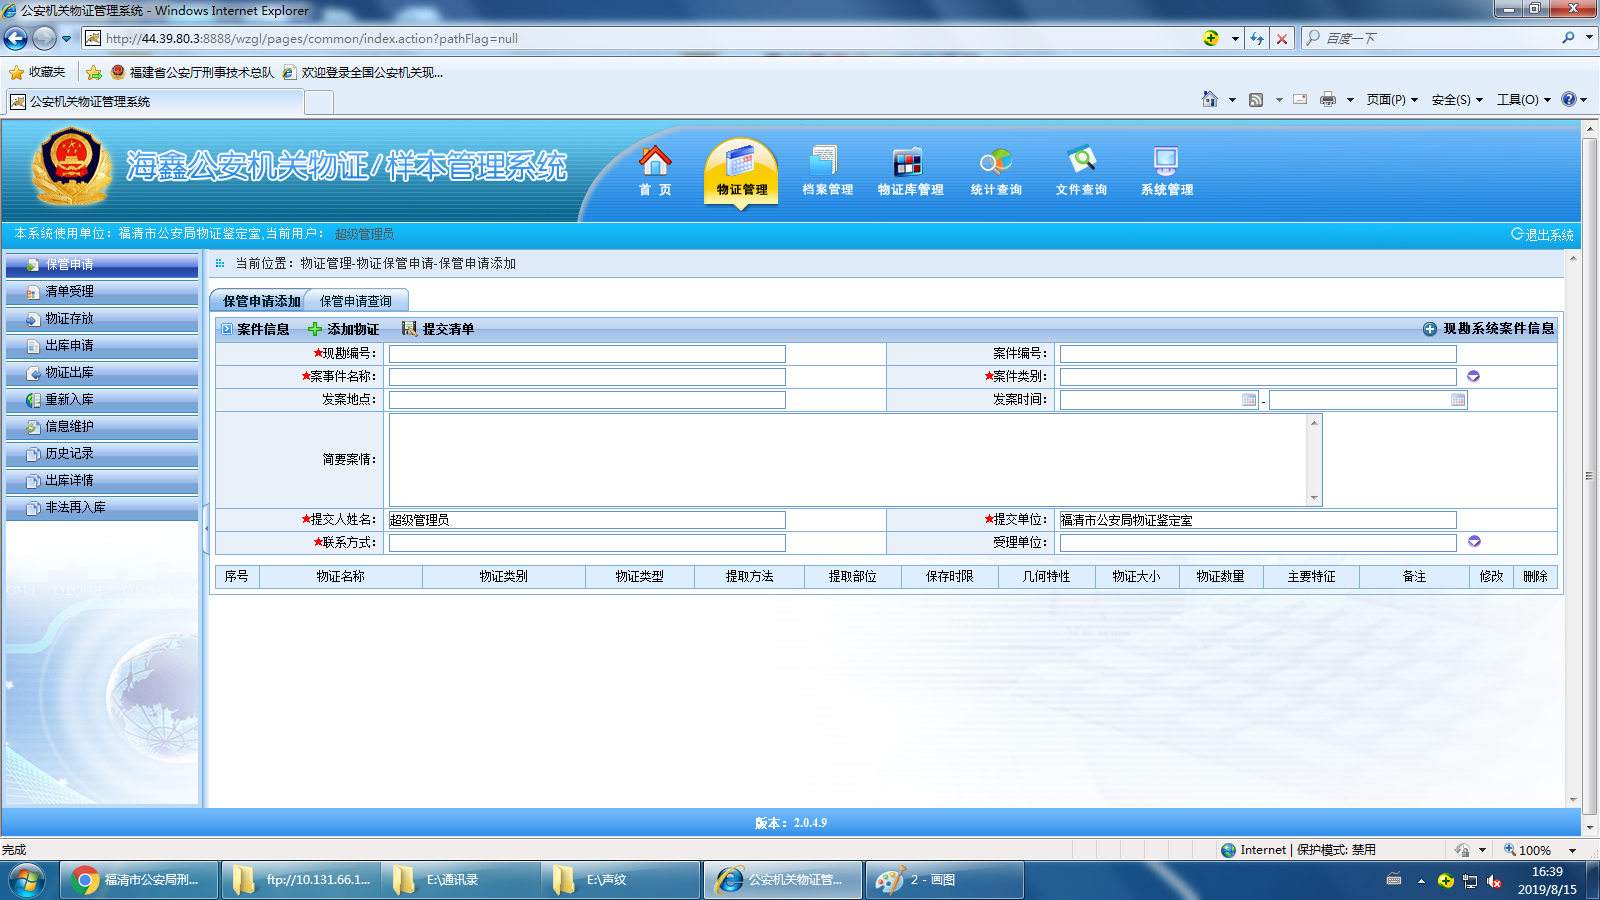 公安机关物证管理系统 - Windows Internet Explorer
http://44.39.80.3:8888/wzgl/pages/common/index.action?pathFlag=null
百度一下
收藏夹
福建省公安厅刑事技术总队
欢迎登录全国公安机关现...
公安机关物证管理系统
页面(P)
安全(S)
工具(O)
海鑫公安机关物证/样本管理系统
首 页
物证管理
档案管理
物证库管理
统计查询
文件查询
系统管理
本系统使用单位：福清市公安局物证鉴定室,当前用户： 超级管理员
退出系统
保管申请
清单受理
物证存放
出库申请
物证出库
重新入库
信息维护
历史记录
出库详情
非法再入库
当前位置：物证管理-物证保管申请-保管申请添加
保管申请添加
保管申请查询
案件信息
添加物证
提交清单
现勘系统案件信息
★现勘编号：
案件编号：
★案事件名称：
★案件类别：
发案地点：
发案时间：
-
简要案情：
★提交人姓名： 超级管理员
★提交单位： 福清市公安局物证鉴定室
★联系方式：
受理单位：
序号 物证名称 物证类别 物证类型 提取方法 提取部位 保存时限 几何特性 物证大小 物证数量 主要特征 备注 修改 删除
版本：2.0.4.9
完成
Internet | 保护模式: 禁用
100%
福清市公安局刑...
ftp://10.131.66.1...
E:\通讯录
E:\声纹
公安机关物证管...
2 - 画图
16:39
2019/8/15